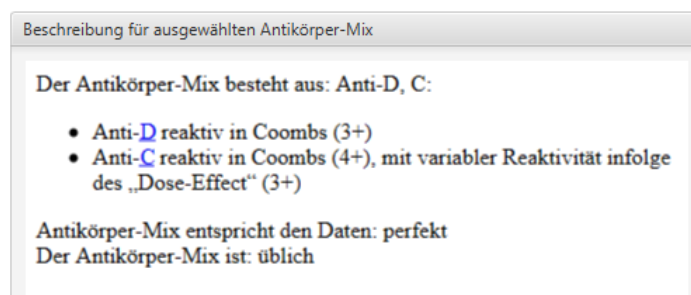 Beschreibung für ausgewählten Antikörper-Mix
Der Antikörper-Mix besteht aus: Anti-D, C:
• Anti-D reaktiv in Coombs (3+)
• Anti-C reaktiv in Coombs (4+), mit variabler Reaktivität infolge
des „Dose-Effect“ (3+)
Antikörper-Mix entspricht den Daten: perfekt
Der Antikörper-Mix ist: üblich